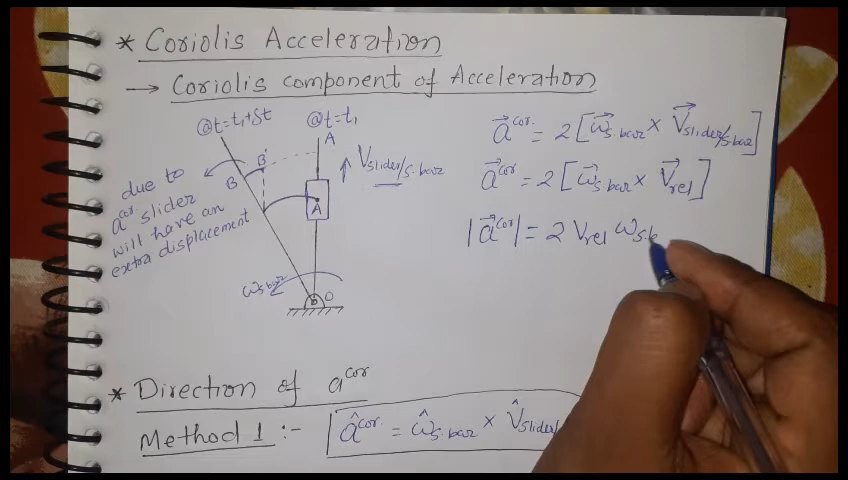 * Coriolis Acceleration
→ Coriolis component of Acceleration
@t=t₁+δt
@t=t₁
A
B'
B
A
↑ Vslider/s.bar
due to
aᶜᵒʳ slider
will have an
extra displacement
ωs.bar
O
a⃗ᶜᵒʳ· = 2 [ω⃗s.bar × V⃗slider/s.bar]
a⃗ᶜᵒʳ = 2 [ω⃗s.bar × V⃗rel]
|a⃗ᶜᵒʳ| = 2 Vrel ωs.b
* Direction of aᶜᵒʳ
Method 1 :- âᶜᵒʳ· = ω̂s.bar × V̂slider/